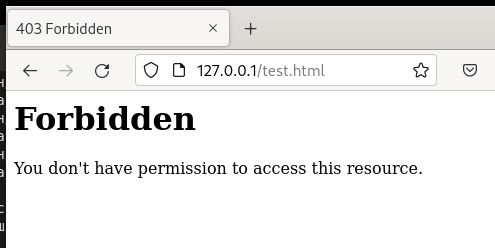 403 Forbidden
127.0.0.1/test.html
Forbidden
You don't have permission to access this resource.